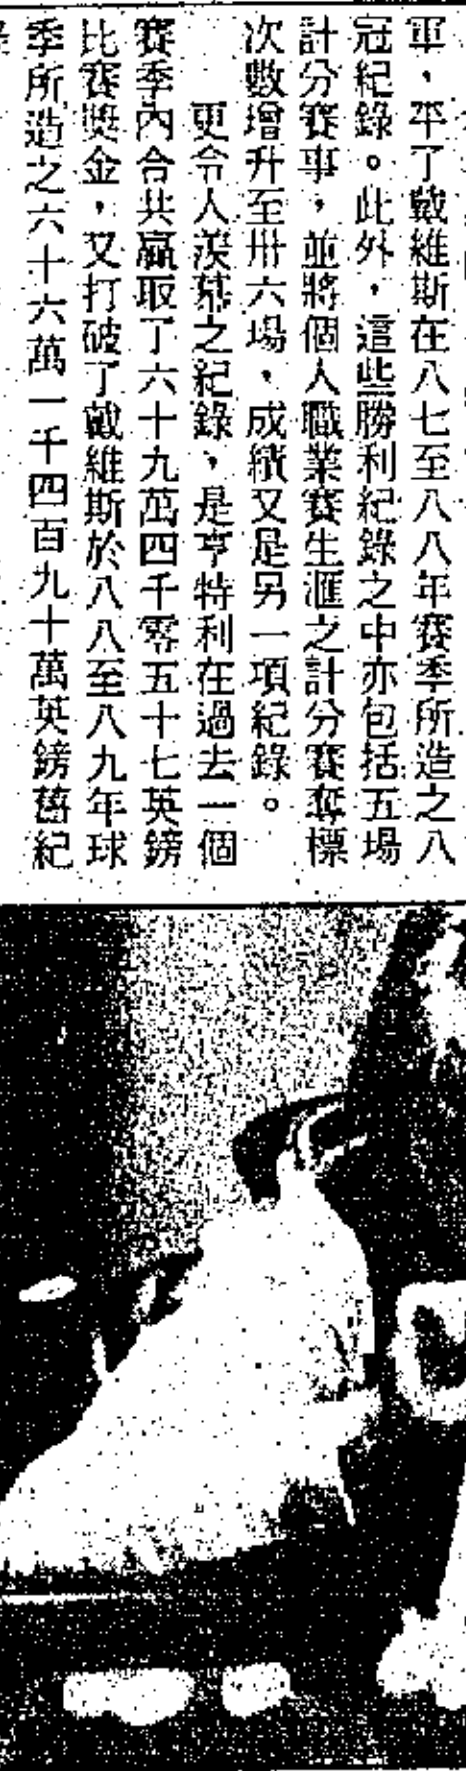 軍，平了戴維斯在八七至八八年賽季所造之八
冠紀錄。此外，這些勝利紀錄之中亦包括五場
計分賽事，並將個人職業賽生涯之計分賽奪標
次數增升至卅六場，成績又是另一項紀錄。
更令人羨慕之紀錄，是亨特利在過去一個
賽季內合共贏取了六十九萬四千零五十七英鎊
比賽獎金，又打破了戴維斯於八八至八九年球
季所造之六十六萬一千四百九十萬英鎊舊紀